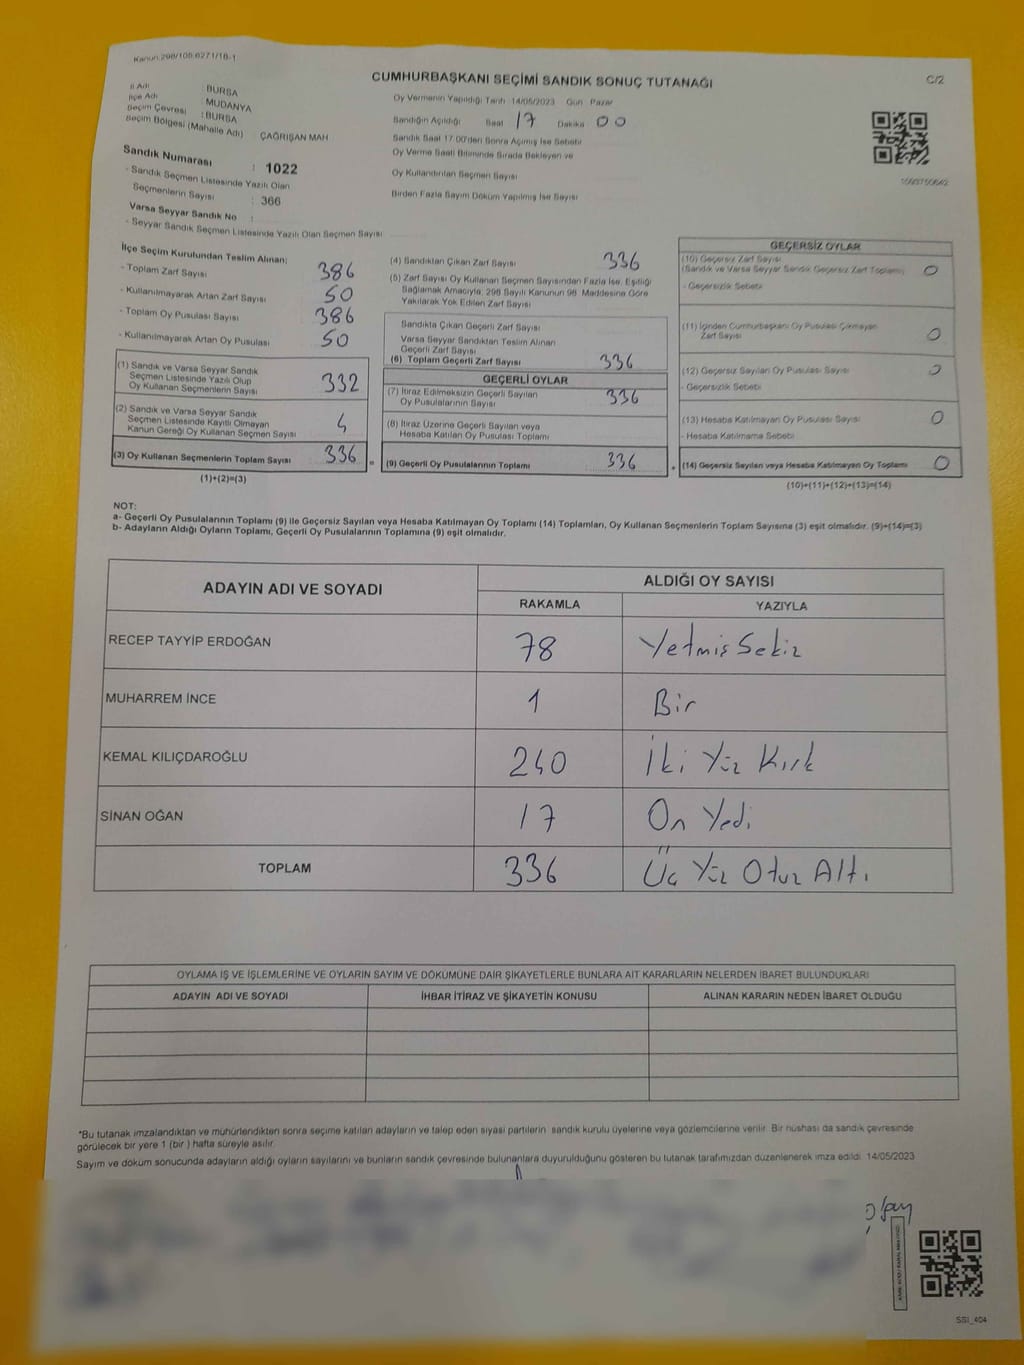 Kanun:298/105.6271/16-1
CUMHURBAŞKANI SEÇİMİ SANDIK SONUÇ TUTANAĞI
C/2
İl Adı : BURSA
İlçe Adı : MUDANYA
Seçim Çevresi : BURSA
Seçim Bölgesi (Mahalle Adı) : ÇAĞRIŞAN MAH
Sandık Numarası : 1022
- Sandık Seçmen Listesinde Yazılı Olan
Seçmenlerin Sayısı : 366
Varsa Seyyar Sandık No :
- Seyyar Sandık Seçmen Listesinde Yazılı Olan Seçmen Sayısı
Oy Vermenin Yapıldığı Tarih 14/05/2023 Gün Pazar
Sandığın Açıldığı Saat 17 Dakika 00
Sandık Saat 17:00'den Sonra Açılmış İse Sebebi
Oy Verme Saati Bitiminde Sırada Bekleyen ve
Oy Kullandırılan Seçmen Sayısı
Birden Fazla Sayım Döküm Yapılmış İse Sayısı
İlçe Seçim Kurulundan Teslim Alınan:
- Toplam Zarf Sayısı 386
- Kullanılmayarak Artan Zarf Sayısı 50
- Toplam Oy Pusulası Sayısı 386
- Kullanılmayarak Artan Oy Pusulası 50
(1) Sandık ve Varsa Seyyar Sandık
Seçmen Listesinde Yazılı Olup
Oy Kullanan Seçmenlerin Sayısı 332
(2) Sandık ve Varsa Seyyar Sandık
Seçmen Listesinde Kayıtlı Olmayan
Kanun Gereği Oy Kullanan Seçmen Sayısı 4
(3) Oy Kullanan Seçmenlerin Toplam Sayısı 336 =
(1)+(2)=(3)
(4) Sandıktan Çıkan Zarf Sayısı 336
(5) Zarf Sayısı Oy Kullanan Seçmen Sayısından Fazla İse, Eşitliği
Sağlamak Amacıyla, 298 Sayılı Kanunun 98. Maddesine Göre
Yakılarak Yok Edilen Zarf Sayısı
Sandıkta Çıkan Geçerli Zarf Sayısı
Varsa Seyyar Sandıktan Teslim Alınan
Geçerli Zarf Sayısı
(6) Toplam Geçerli Zarf Sayısı 336
GEÇERLİ OYLAR
(7) İtiraz Edilmeksizin Geçerli Sayılan
Oy Pusulalarının Sayısı 336
(8) İtiraz Üzerine Geçerli Sayılan veya
Hesaba Katılan Oy Pusulası Toplamı
(9) Geçerli Oy Pusulalarının Toplamı 336 +
GEÇERSİZ OYLAR
(10) Geçersiz Zarf Sayısı
(Sandık ve Varsa Seyyar Sandık Geçersiz Zarf Toplamı) 0
- Geçersizlik Sebebi
(11) İçinden Cumhurbaşkanı Oy Pusulası Çıkmayan
Zarf Sayısı 0
(12) Geçersiz Sayılan Oy Pusulası Sayısı 0
- Geçersizlik Sebebi
(13) Hesaba Katılmayan Oy Pusulası Sayısı 0
- Hesaba Katılmama Sebebi
(14) Geçersiz Sayılan veya Hesaba Katılmayan Oy Toplamı 0
(10)+(11)+(12)+(13)=(14)
NOT:
a- Geçerli Oy Pusulalarının Toplamı (9) ile Geçersiz Sayılan veya Hesaba Katılmayan Oy Toplamı (14) Toplamları, Oy Kullanan Seçmenlerin Toplam Sayısına (3) eşit olmalıdır. (9)+(14)=(3)
b- Adayların Aldığı Oyların Toplamı, Geçerli Oy Pusulalarının Toplamına (9) eşit olmalıdır.
ADAYIN ADI VE SOYADI
ALDIĞI OY SAYISI
RAKAMLA YAZIYLA
RECEP TAYYİP ERDOĞAN 78 Yetmiş Sekiz
MUHARREM İNCE 1 Bir
KEMAL KILIÇDAROĞLU 240 İki Yüz Kırk
SİNAN OĞAN 17 On Yedi
TOPLAM 336 Üç Yüz Otuz Altı
OYLAMA İŞ VE İŞLEMLERİNE VE OYLARIN SAYIM VE DÖKÜMÜNE DAİR ŞİKAYETLERLE BUNLARA AİT KARARLARIN NELERDEN İBARET BULUNDUKLARI
ADAYIN ADI VE SOYADI İHBAR İTİRAZ VE ŞİKAYETİN KONUSU ALINAN KARARIN NEDEN İBARET OLDUĞU
*Bu tutanak imzalandıktan ve mühürlendikten sonra seçime katılan adayların ve talep eden siyasi partilerin sandık kurulu üyelerine veya gözlemcilerine verilir. Bir nüshası da sandık çevresinde
görülecek bir yere 1 (bir ) hafta süreyle asılır.
Sayım ve döküm sonucunda adayların aldığı oyların sayılarını ve bunların sandık çevresinde bulunanlara duyurulduğunu gösteren bu tutanak tarafımızdan düzenlenerek imza edildi. 14/05/2023
SSI_404